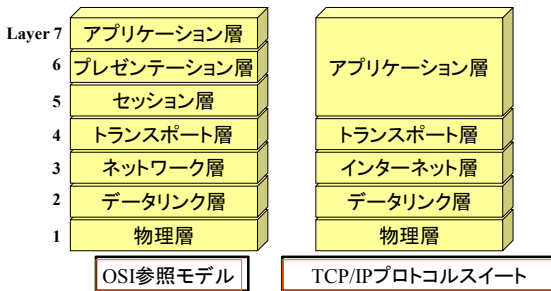 Layer 7 アプリケーション層
6 プレゼンテーション層
5 セッション層
4 トランスポート層
3 ネットワーク層
2 データリンク層
1 物理層
OSI参照モデル
アプリケーション層
トランスポート層
インターネット層
データリンク層
物理層
TCP/IPプロトコルスイート